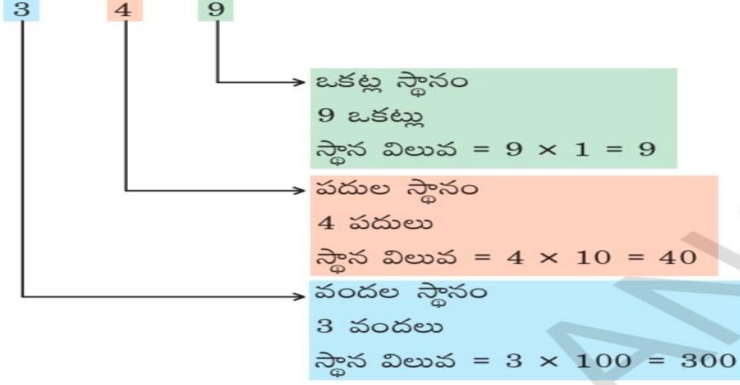 3 4 9
ఒకట్ల స్థానం
9 ఒకట్లు
స్థాన విలువ = 9 × 1 = 9
పదుల స్థానం
4 పదులు
స్థాన విలువ = 4 × 10 = 40
వందల స్థానం
3 వందలు
స్థాన విలువ = 3 × 100 = 300